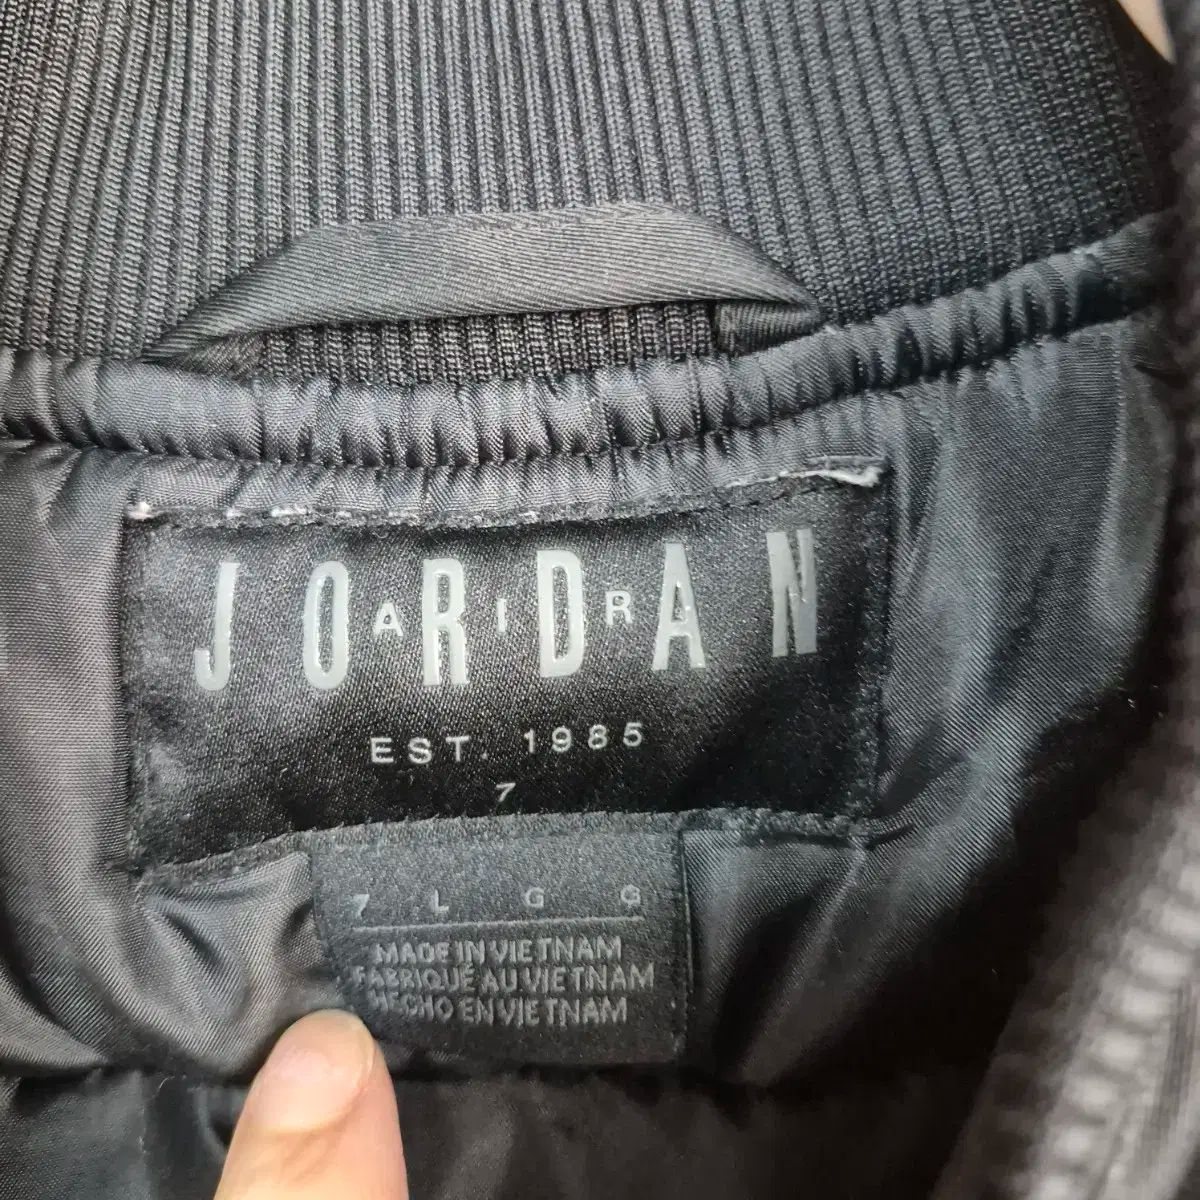 JORDAN
AIR
EST. 1985
7
7 L G G
MADE IN VIETNAM
FABRIQUÉ AU VIETNAM
HECHO EN VIETNAM